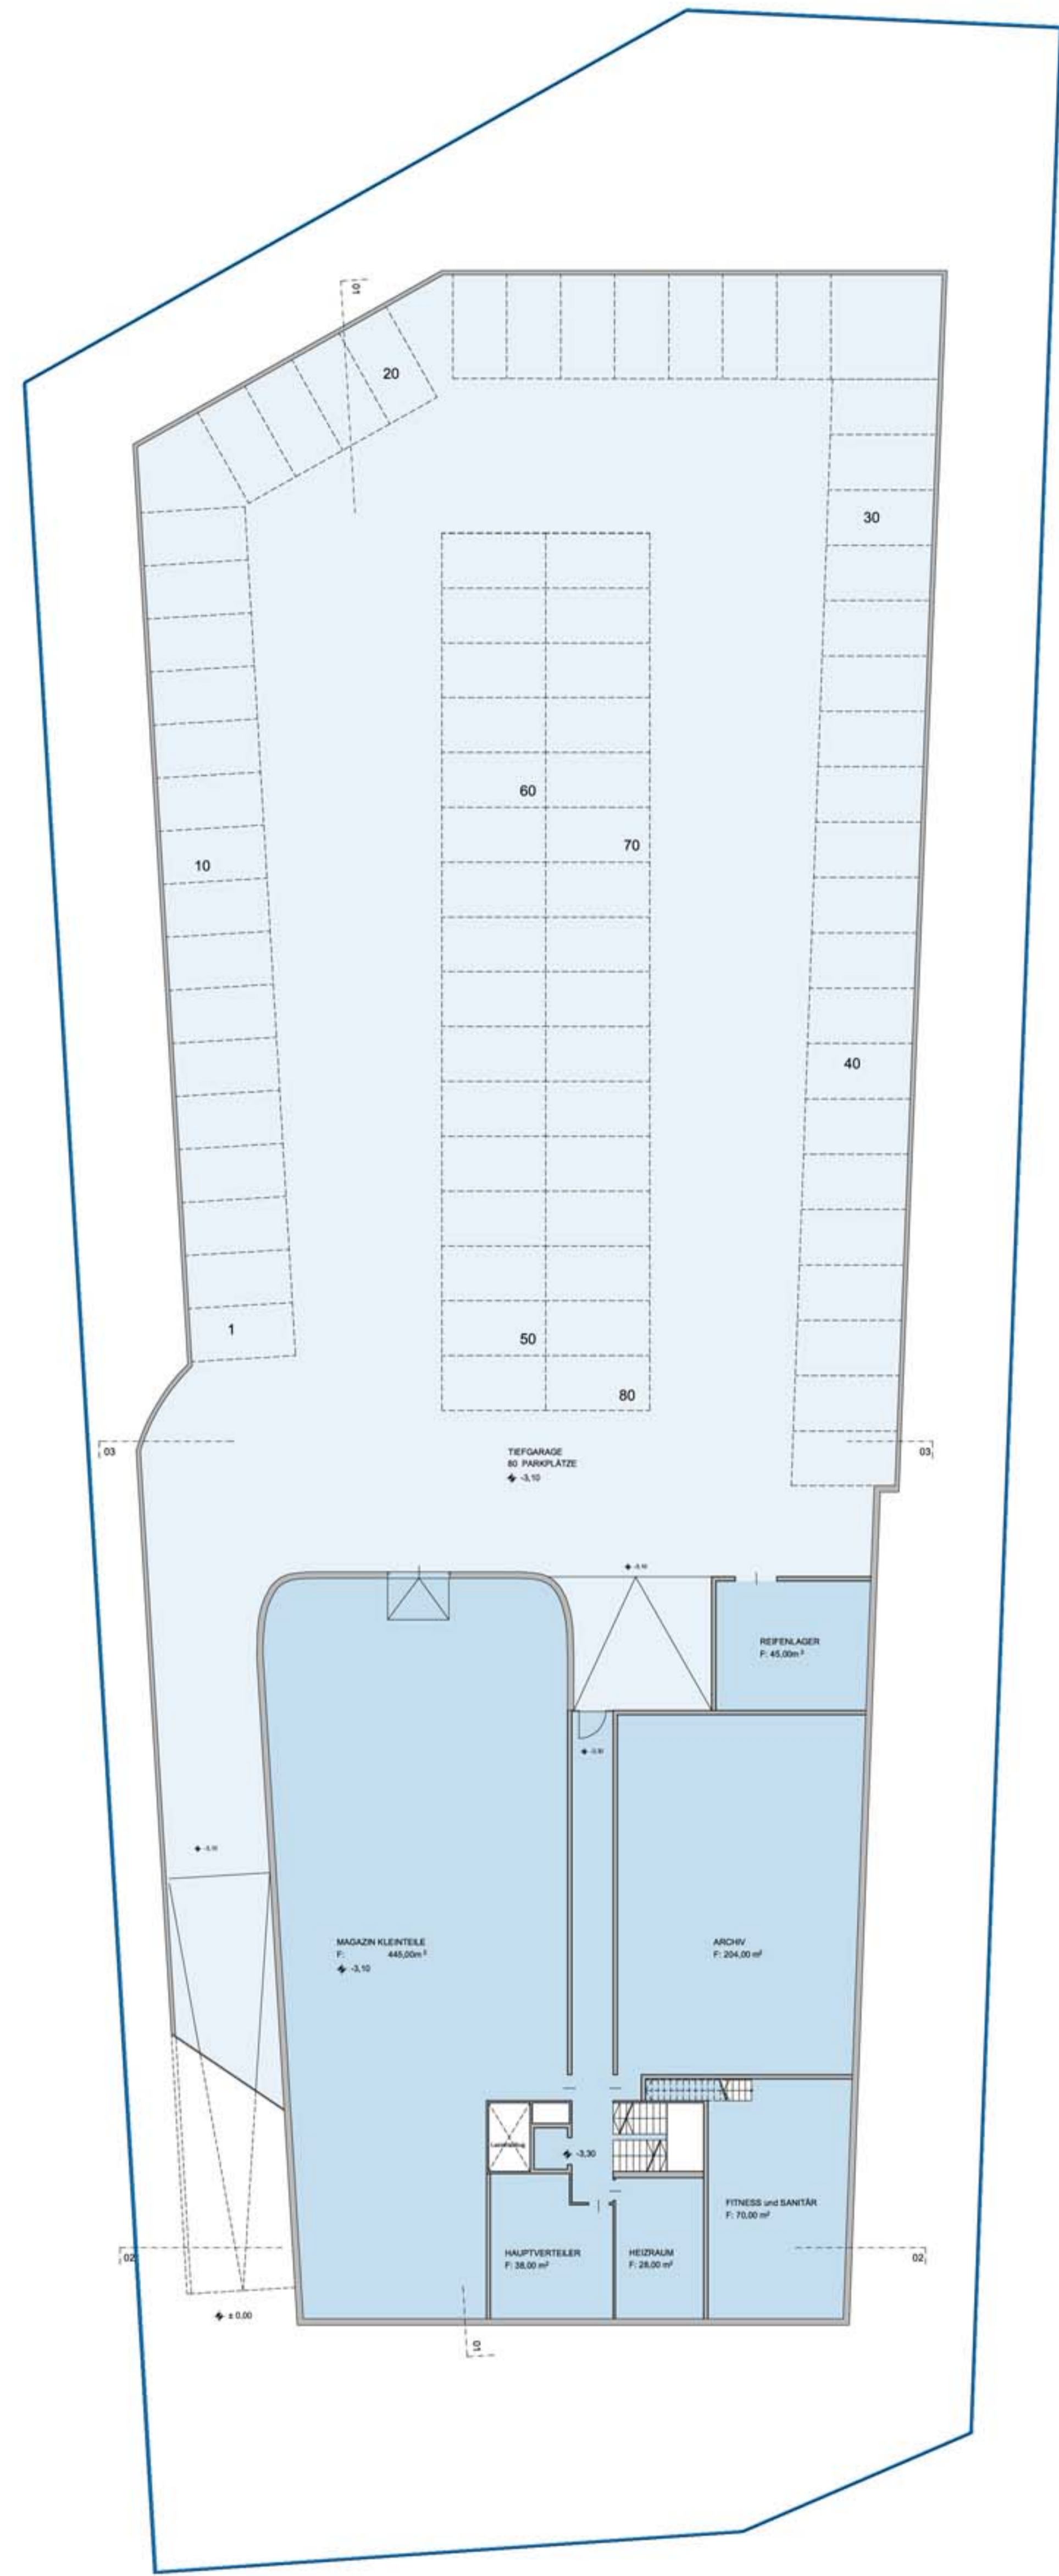 01
20
30
60
70
10
40
1
50
80
03
TIEFGARAGE
80 PARKPLÄTZE
-3,10
03
REIFENLAGER
F: 45,00m²
MAGAZIN KLEINTEILE
F: 445,00m²
-3,10
ARCHIV
F: 204,00 m²
-3,30
FITNESS und SANITÄR
F: 70,00 m²
HAUPTVERTEILER
F: 38,00 m²
HEIZRAUM
F: 28,00 m²
02
02
± 0,00
01